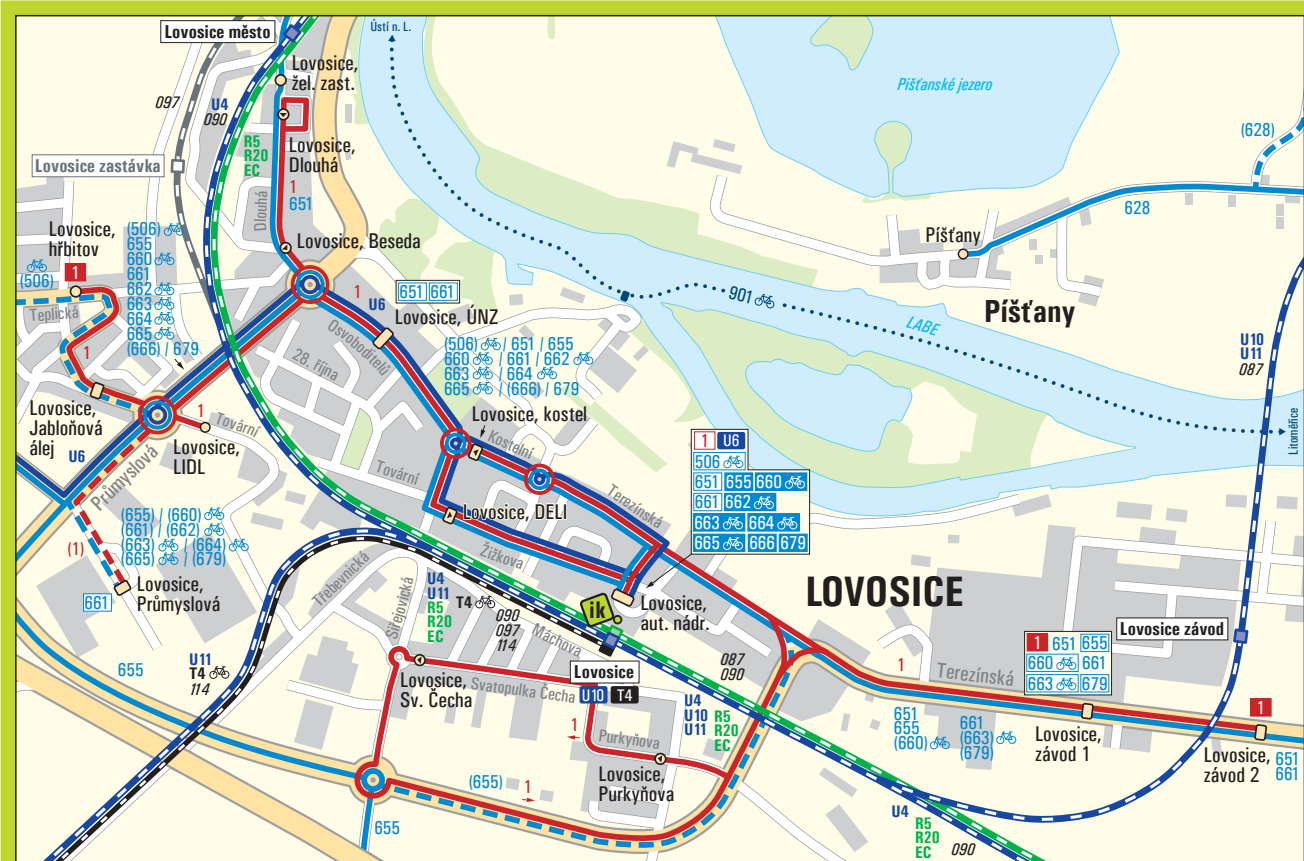 Lovosice město
Ústí n. L.
Lovosice,
žel. zast.
Píšťanské jezero
097
U4
090
R5
R20
EC
Lovosice,
Dlouhá
(628)
Lovosice zastávka
Dlouhá
1
651
628
Lovosice,
hřbitov
(506)
655
660
661
662
663
664
665
(666) / 679
Lovosice, Beseda
Píšťany
(506)
1
Teplická
1
1
U6
651 661
Lovosice, ÚNZ
901
Píšťany
LABE
Osvoboditelů
28. října
(506) / 651 / 655
660 / 661 / 662
663 / 664
665 / (666) / 679
U10
U11
087
Lovosice,
Jabloňová
álej
1
Tovární
Lovosice,
LIDL
Lovosice, kostel
Kostelní
Litoměřice
U6
Průmyslová
Tovární
Terezínská
1 U6
506
651 655 660
661 662
663 664
665 666 679
Lovosice, DELI
(655) / (660)
(661) / (662)
(663) / (664)
(665) / (679)
(1)
Žižkova
Třebevnická
Lovosice,
Průmyslová
661
Siřejovická
U4
U11
R5
R20
EC
T4
090
097
114
ik
Máchova
Lovosice,
aut. nádr.
LOVOSICE
Lovosice závod
1 651 655
660 661
663 679
655
U11
T4
114
Lovosice
U10 T4
087
090
1
Terezínská
Lovosice,
Sv. Čecha
Svatopulka Čecha
U4
U10
U11
R5
R20
EC
651
655
(660)
661
(663)
(679)
1
1
Purkyňova
Lovosice,
závod 1
Lovosice,
závod 2
651
661
Lovosice,
Purkyňova
(655)
1
655
U4
R5
R20
EC
090